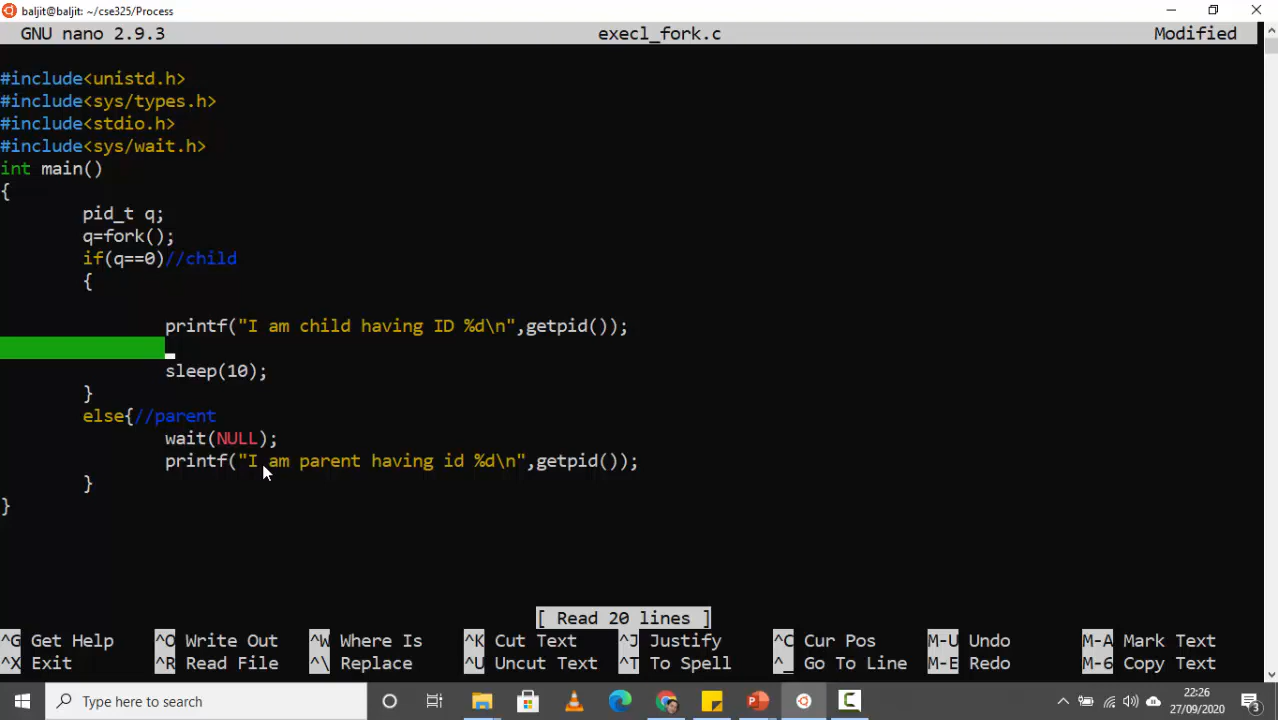 baljit@baljit: ~/cse325/Process
GNU nano 2.9.3 execl_fork.c Modified
#include<unistd.h>
#include<sys/types.h>
#include<stdio.h>
#include<sys/wait.h>
int main()
{
pid_t q;
q=fork();
if(q==0)//child
{
printf("I am child having ID %d\n",getpid());
sleep(10);
}
else{//parent
wait(NULL);
printf("I am parent having id %d\n",getpid());
}
}
[ Read 20 lines ]
^G Get Help ^O Write Out ^W Where Is ^K Cut Text ^J Justify ^C Cur Pos M-U Undo M-A Mark Text
^X Exit ^R Read File ^\ Replace ^U Uncut Text ^T To Spell ^_ Go To Line M-E Redo M-6 Copy Text
Type here to search
22:26
27/09/2020
3